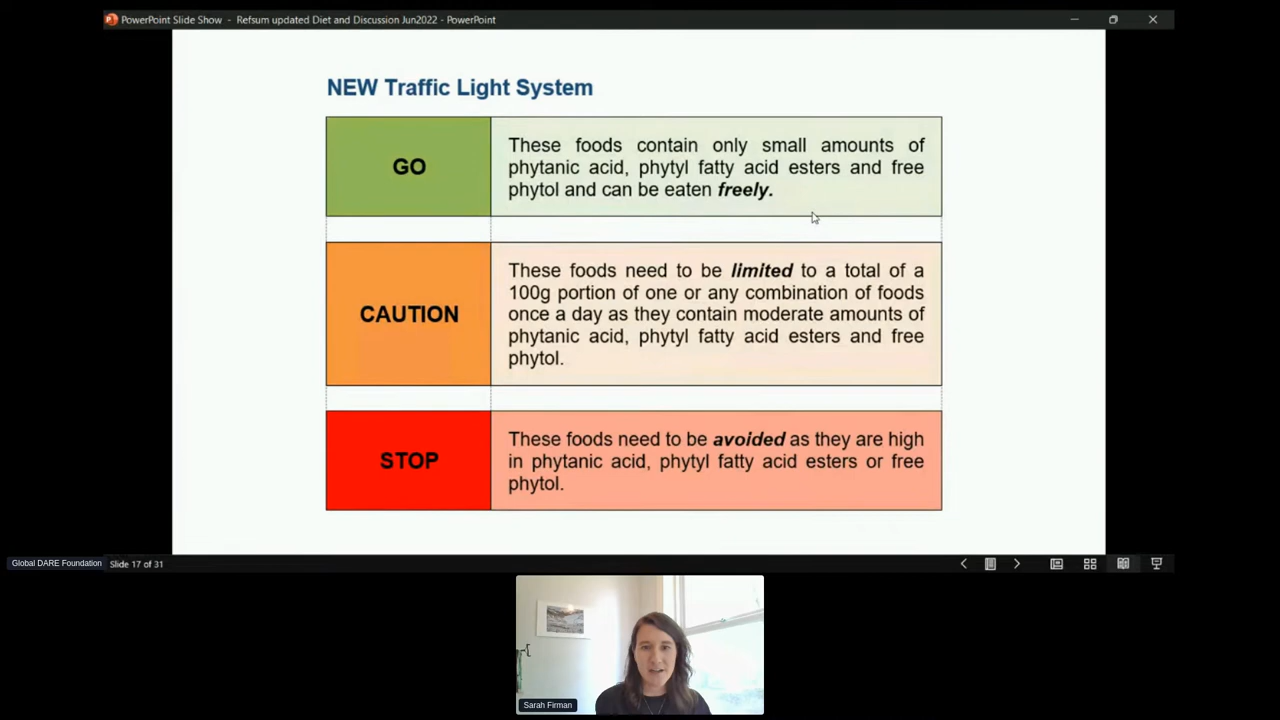 PowerPoint Slide Show - Refsum updated Diet and Discussion Jun2022 - PowerPoint
NEW Traffic Light System
GO
These foods contain only small amounts of
phytanic acid, phytyl fatty acid esters and free
phytol and can be eaten freely.
CAUTION
These foods need to be limited to a total of a
100g portion of one or any combination of foods
once a day as they contain moderate amounts of
phytanic acid, phytyl fatty acid esters and free
phytol.
STOP
These foods need to be avoided as they are high
in phytanic acid, phytyl fatty acid esters or free
phytol.
Global DARE Foundation
Slide 17 of 31
Sarah Firman